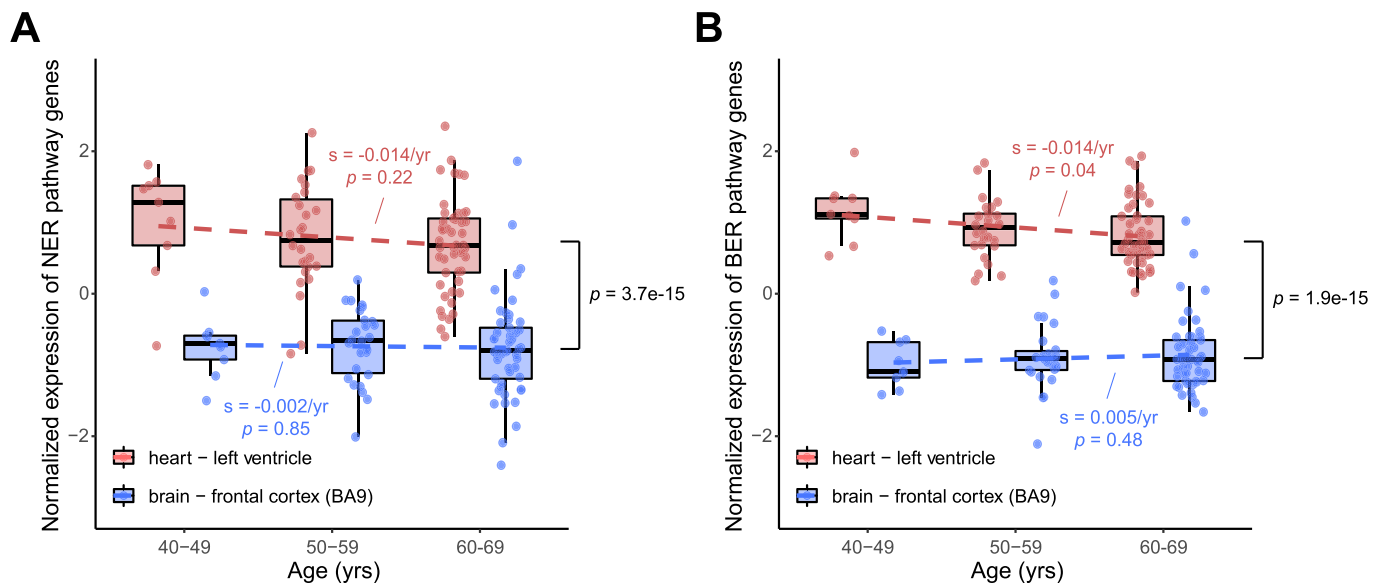 A
Normalized expression of NER pathway genes
2
0
−2
s = -0.014/yr
p = 0.22
s = -0.002/yr
p = 0.85
p = 3.7e-15
heart − left ventricle
brain − frontal cortex (BA9)
40−49
50−59
60-69
Age (yrs)
B
Normalized expression of BER pathway genes
2
0
−2
s = -0.014/yr
p = 0.04
s = 0.005/yr
p = 0.48
p = 1.9e-15
heart − left ventricle
brain − frontal cortex (BA9)
40−49
50−59
60-69
Age (yrs)